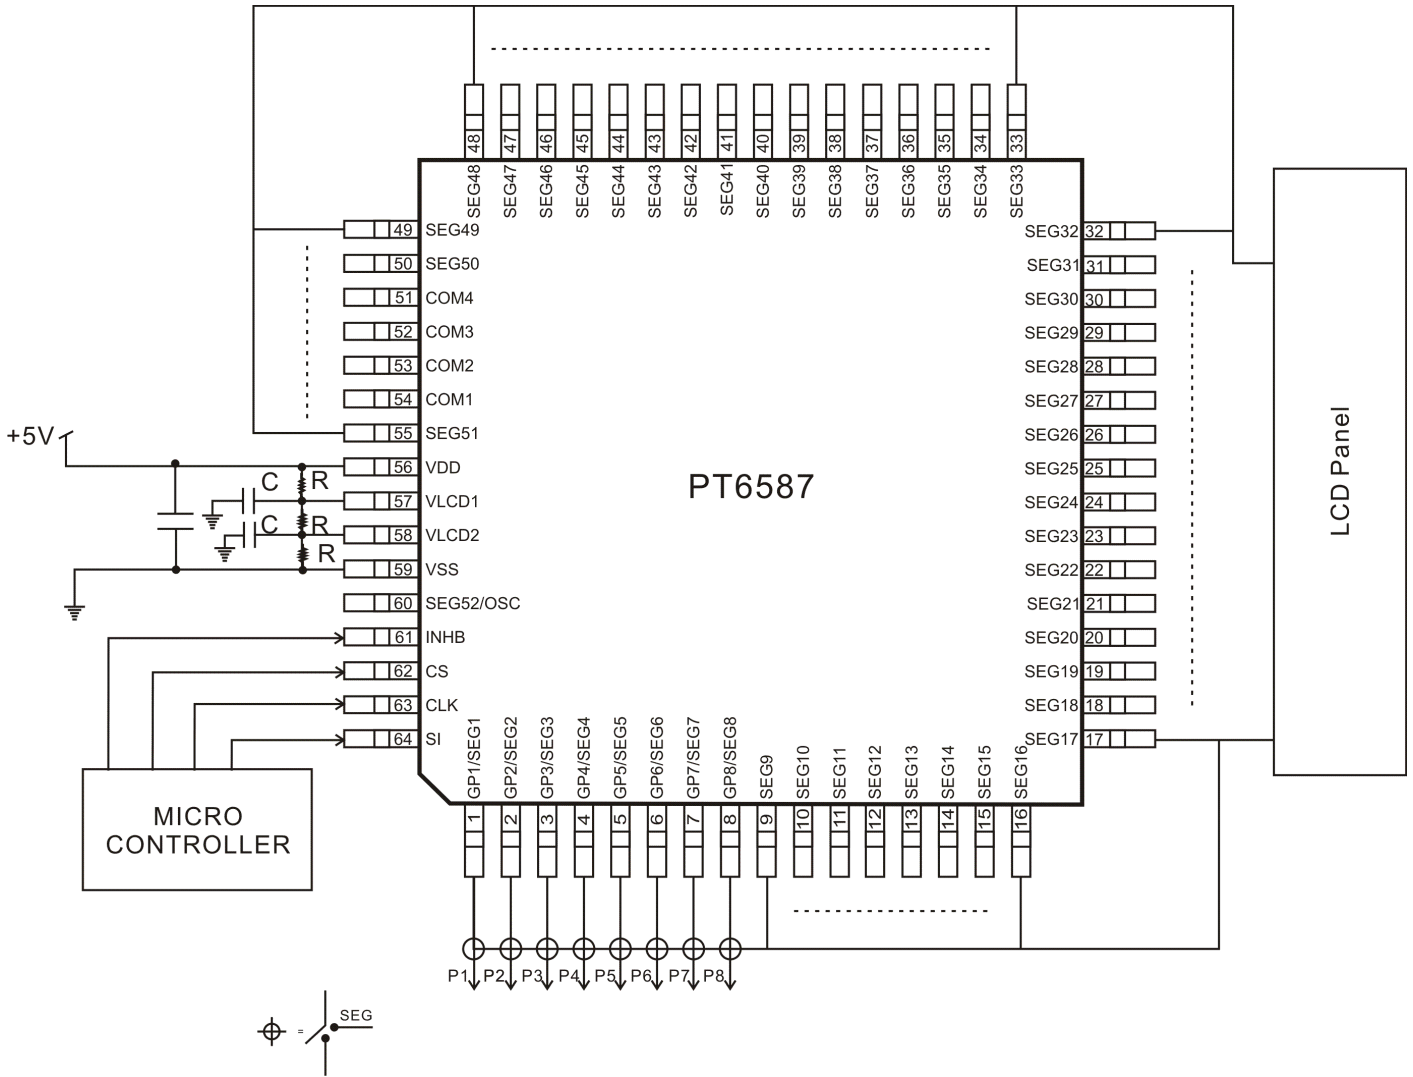 48
47
46
45
44
43
42
41
40
39
38
37
36
35
34
33
SEG48
SEG47
SEG46
SEG45
SEG44
SEG43
SEG42
SEG41
SEG40
SEG39
SEG38
SEG37
SEG36
SEG35
SEG34
SEG33
49 SEG49
50 SEG50
51 COM4
52 COM3
53 COM2
54 COM1
55 SEG51
56 VDD
57 VLCD1
58 VLCD2
59 VSS
60 SEG52/OSC
61 INHB
62 CS
63 CLK
64 SI
+5V
C R
C R
R
PT6587
SEG32 32
SEG31 31
SEG30 30
SEG29 29
SEG28 28
SEG27 27
SEG26 26
SEG25 25
SEG24 24
SEG23 23
SEG22 22
SEG21 21
SEG20 20
SEG19 19
SEG18 18
SEG17 17
LCD Panel
MICRO
CONTROLLER
GP1/SEG1
GP2/SEG2
GP3/SEG3
GP4/SEG4
GP5/SEG5
GP6/SEG6
GP7/SEG7
GP8/SEG8
SEG9
SEG10
SEG11
SEG12
SEG13
SEG14
SEG15
SEG16
1
2
3
4
5
6
7
8
9
10
11
12
13
14
15
16
P1 P2 P3 P4 P5 P6 P7 P8
= SEG